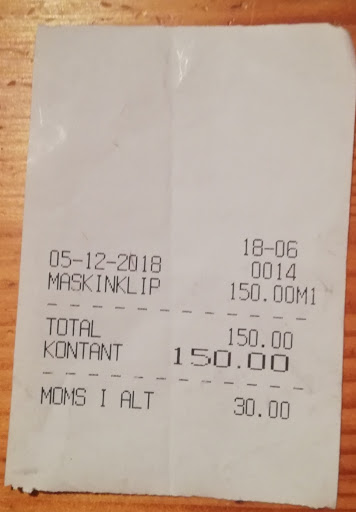 05-12-2018 18-06
0014
MASKINKLIP 150.00M1
- - - - - - - - - - - - - - - -
TOTAL 150.00
KONTANT 150.00
- - - - - - - - - - - - - - - -
MOMS I ALT 30.00